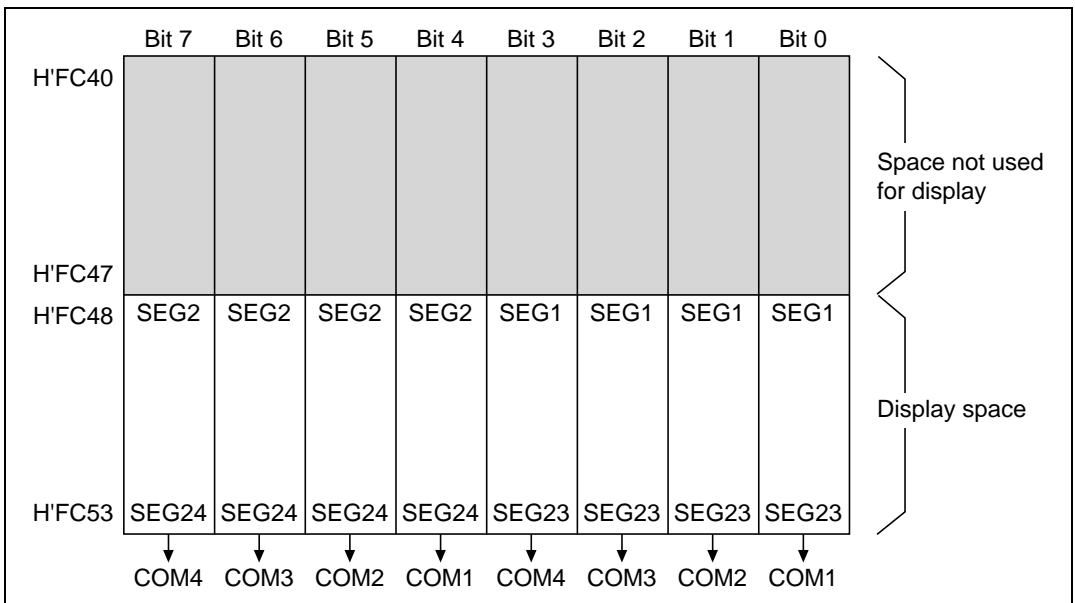 Bit 7 Bit 6 Bit 5 Bit 4 Bit 3 Bit 2 Bit 1 Bit 0
H'FC40
Space not used
for display
H'FC47
H'FC48 SEG2 SEG2 SEG2 SEG2 SEG1 SEG1 SEG1 SEG1
Display space
H'FC53 SEG24 SEG24 SEG24 SEG24 SEG23 SEG23 SEG23 SEG23
COM4 COM3 COM2 COM1 COM4 COM3 COM2 COM1